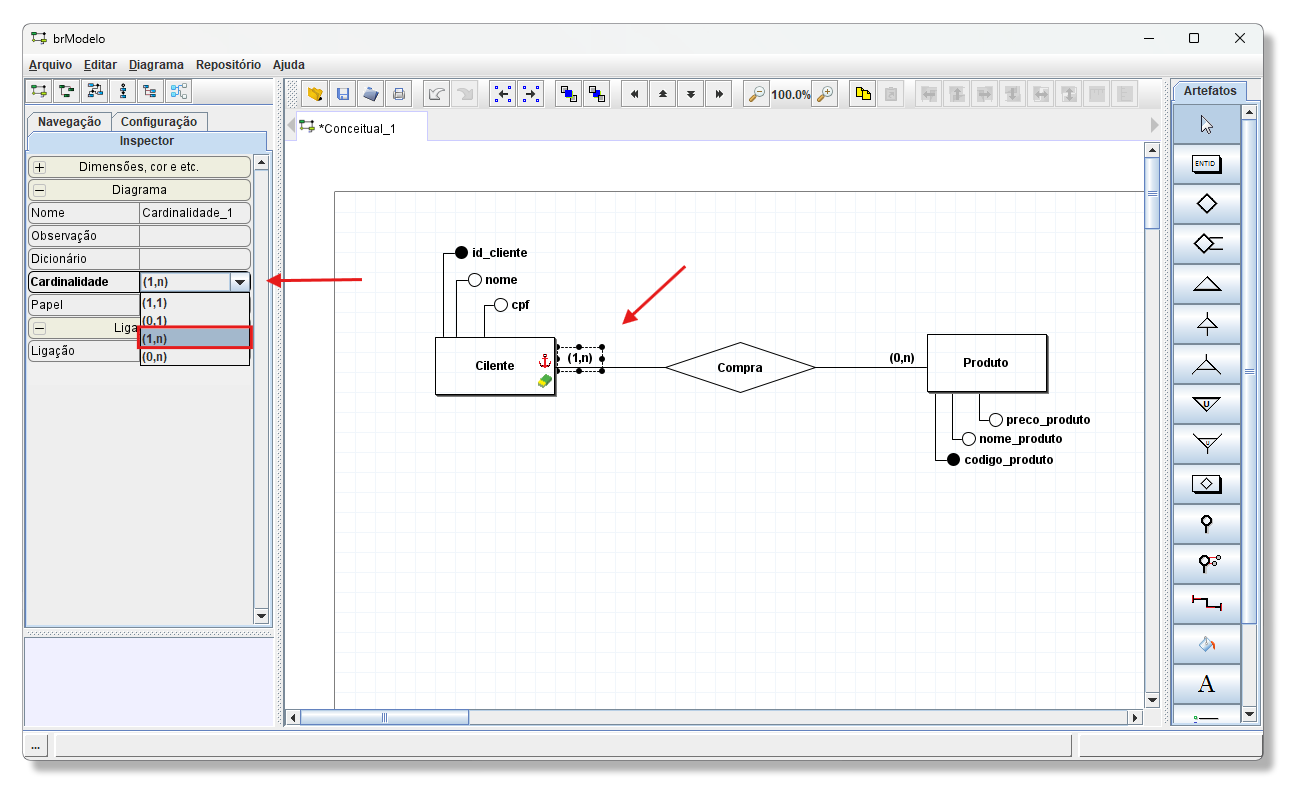 brModelo
Arquivo Editar Diagrama Repositório Ajuda
100.0%
Artefatos
Navegação Configuração
Inspector
*Conceitual_1
Dimensões, cor e etc.
Diagrama
Nome Cardinalidade_1
Observação
Dicionário
Cardinalidade (1,n)
Papel
(1,1)
(0,1)
(1,n)
(0,n)
Liga
Ligação
ENTID
id_cliente
nome
cpf
Cilente
(1,n)
Compra
(0,n)
Produto
preco_produto
nome_produto
codigo_produto
U
U
A
...